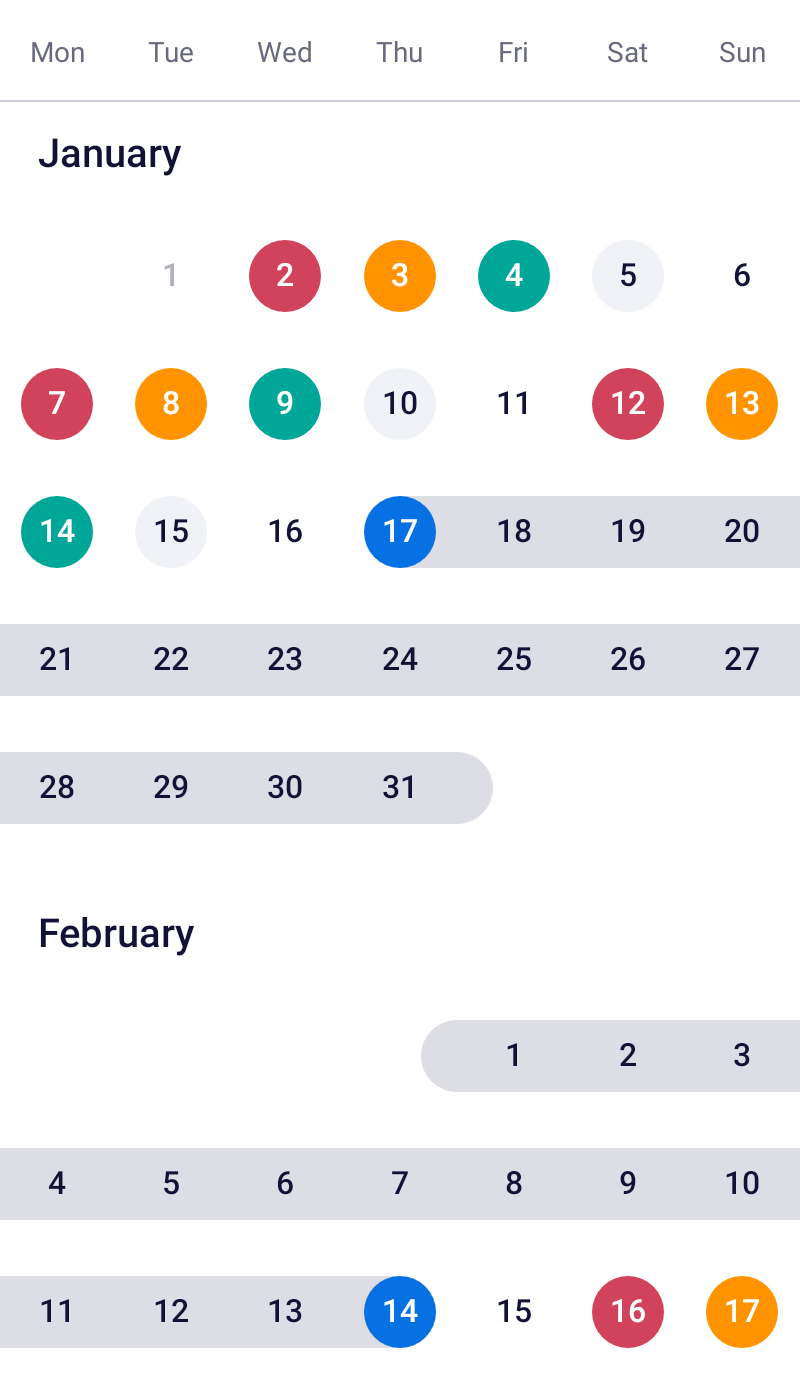 Mon Tue Wed Thu Fri Sat Sun
January
1 2 3 4 5 6
7 8 9 10 11 12 13
14 15 16 17 18 19 20
21 22 23 24 25 26 27
28 29 30 31
February
1 2 3
4 5 6 7 8 9 10
11 12 13 14 15 16 17